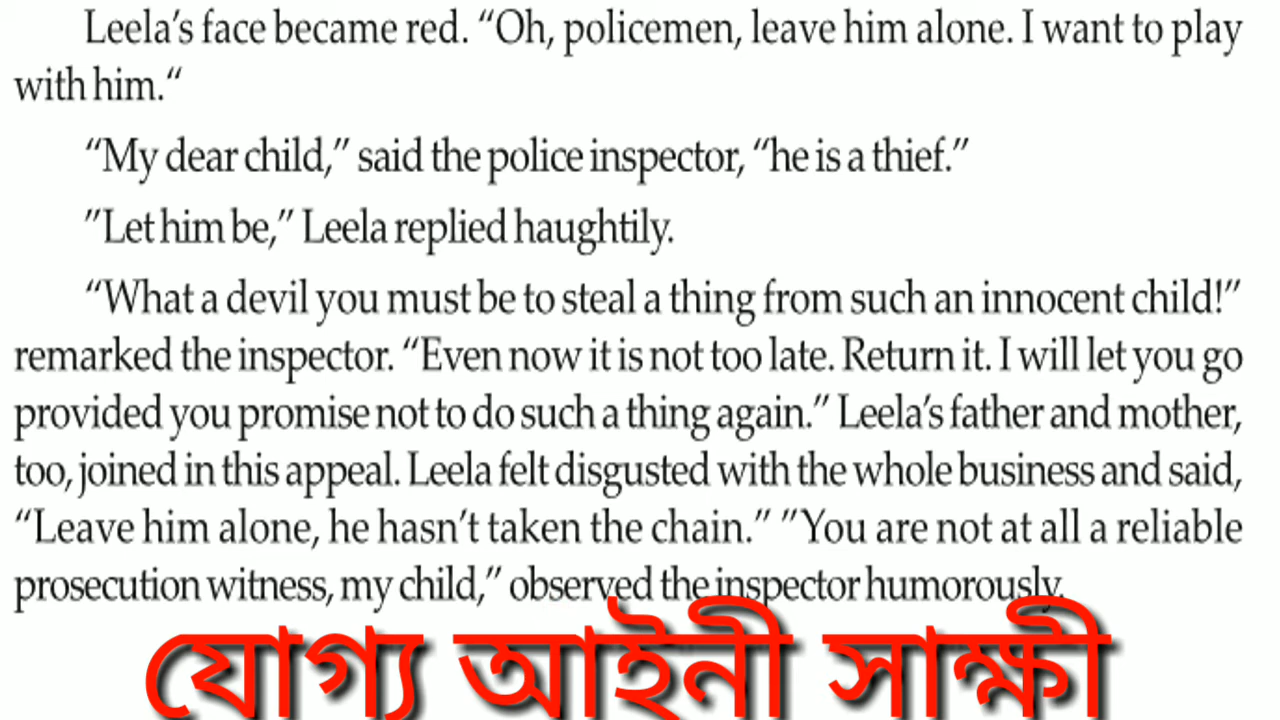 Leela’s face became red. “Oh, policemen, leave him alone. I want to play
with him.“
“My dear child,” said the police inspector, “he is a thief.”
”Let him be,” Leela replied haughtily.
“What a devil you must be to steal a thing from such an innocent child!”
remarked the inspector. “Even now it is not too late. Return it. I will let you go
provided you promise not to do such a thing again.” Leela’s father and mother,
too, joined in this appeal. Leela felt disgusted with the whole business and said,
“Leave him alone, he hasn’t taken the chain.” ”You are not at all a reliable
prosecution witness, my child,” observed the inspector humorously.
যোগ্য আইনী সাক্ষী